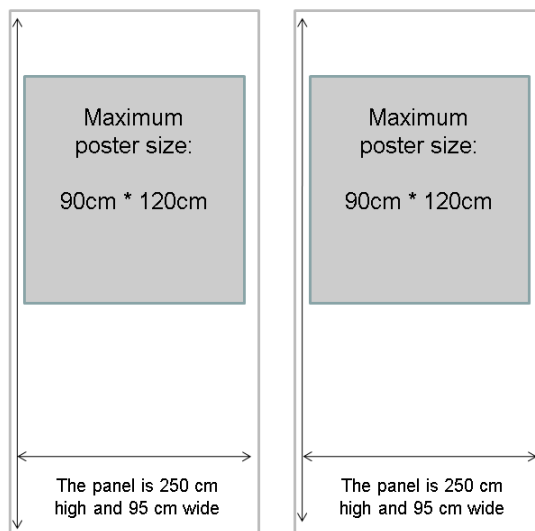 Maximum
poster size:
90cm * 120cm
The panel is 250 cm
high and 95 cm wide
Maximum
poster size:
90cm * 120cm
The panel is 250 cm
high and 95 cm wide